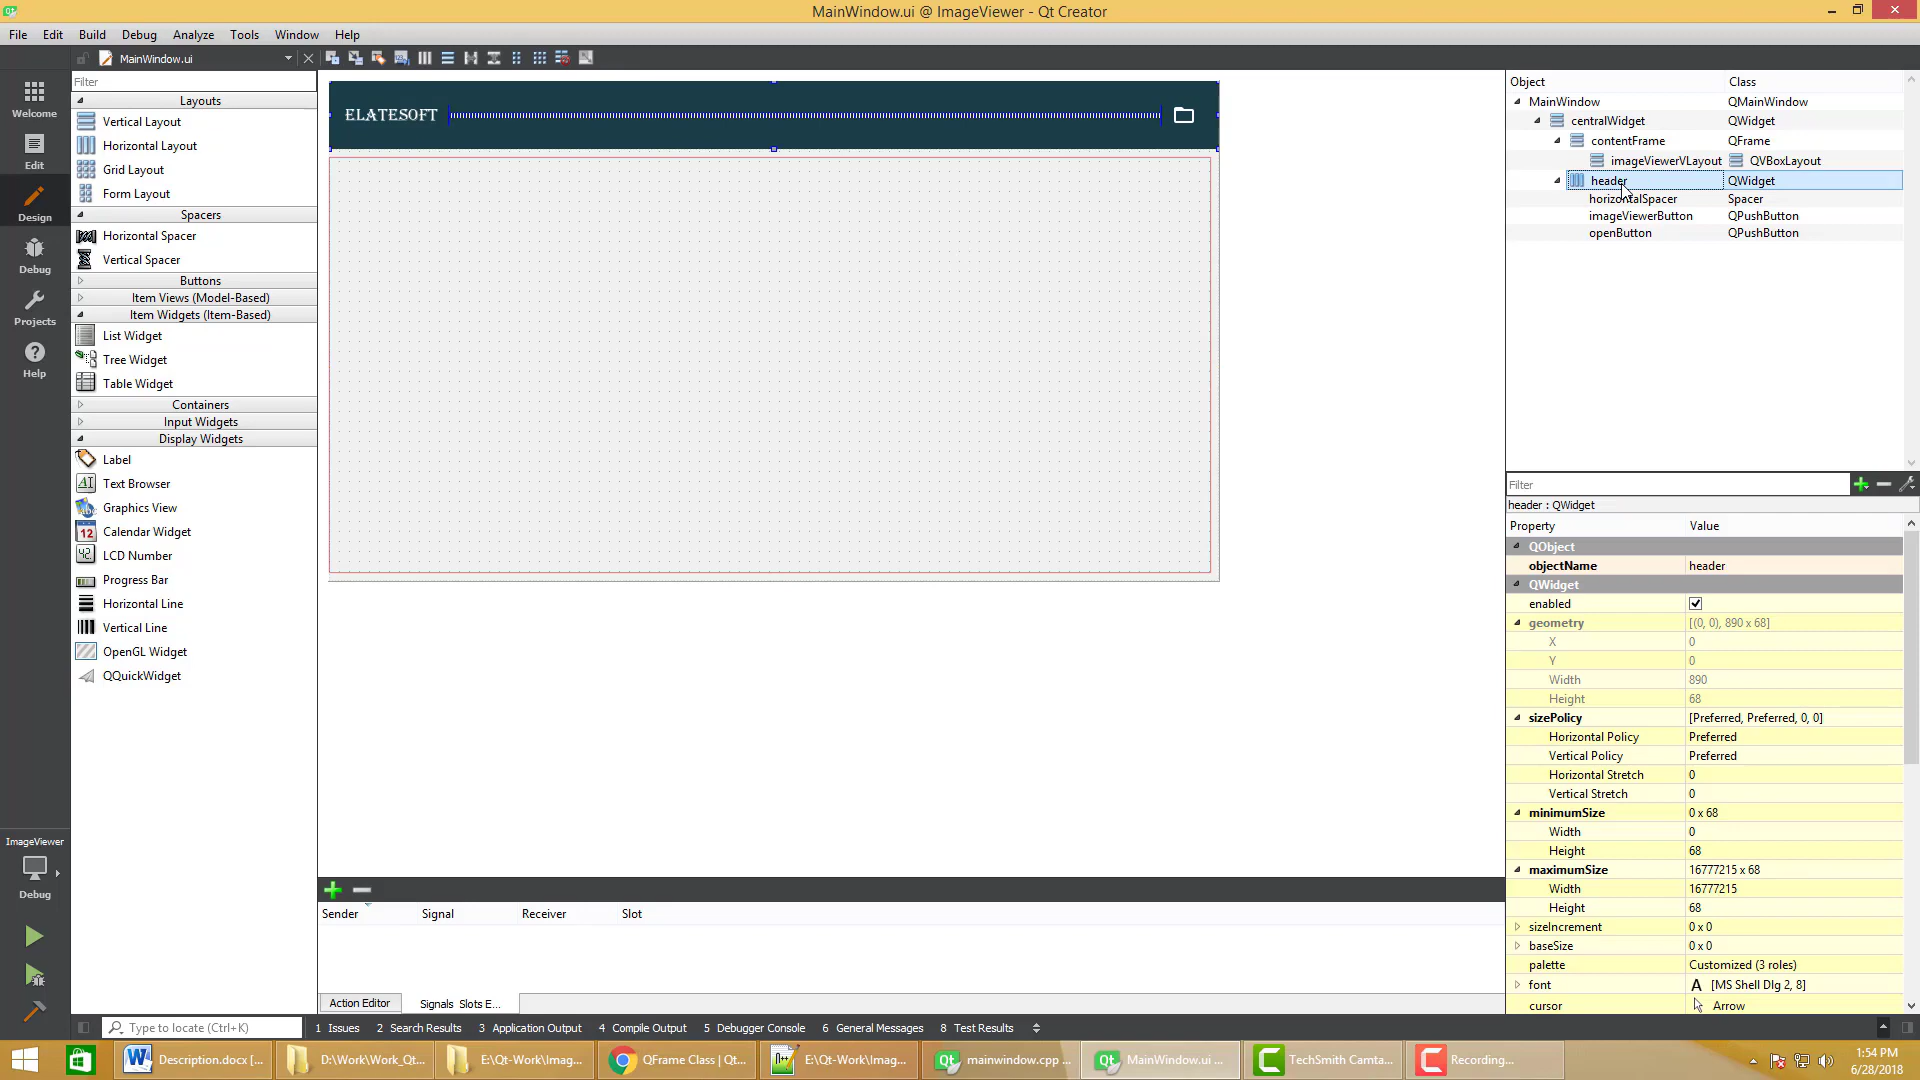 MainWindow.ui @ ImageViewer - Qt Creator
File Edit Build Debug Analyze Tools Window Help
MainWindow.ui
Filter
Layouts
Vertical Layout
Horizontal Layout
Grid Layout
Form Layout
Spacers
Horizontal Spacer
Vertical Spacer
Buttons
Item Views (Model-Based)
Item Widgets (Item-Based)
List Widget
Tree Widget
Table Widget
Containers
Input Widgets
Display Widgets
Label
Text Browser
Graphics View
Calendar Widget
LCD Number
Progress Bar
Horizontal Line
Vertical Line
OpenGL Widget
QQuickWidget
Welcome
Edit
Design
Debug
Projects
Help
ImageViewer
Debug
ELATESOFT
Object Class
MainWindow QMainWindow
centralWidget QWidget
contentFrame QFrame
imageViewerVLayout QVBoxLayout
header QWidget
horizontalSpacer Spacer
imageViewerButton QPushButton
openButton QPushButton
Filter
header : QWidget
Property Value
QObject
objectName header
QWidget
enabled
geometry [(0, 0), 890 x 68]
X 0
Y 0
Width 890
Height 68
sizePolicy [Preferred, Preferred, 0, 0]
Horizontal Policy Preferred
Vertical Policy Preferred
Horizontal Stretch 0
Vertical Stretch 0
minimumSize 0 x 68
Width 0
Height 68
maximumSize 16777215 x 68
Width 16777215
Height 68
sizeIncrement 0 x 0
baseSize 0 x 0
palette Customized (3 roles)
font A [MS Shell Dlg 2, 8]
cursor Arrow
Sender Signal Receiver Slot
Action Editor Signals Slots E...
Type to locate (Ctrl+K) 1 Issues 2 Search Results 3 Application Output 4 Compile Output 5 Debugger Console 6 General Messages 8 Test Results
Description.docx [... D:\Work\Work_Qt... E:\Qt-Work\Imag... QFrame Class | Qt... E:\Qt-Work\Imag... mainwindow.cpp ... MainWindow.ui ... TechSmith Camta... Recording...
1:54 PM
6/28/2018